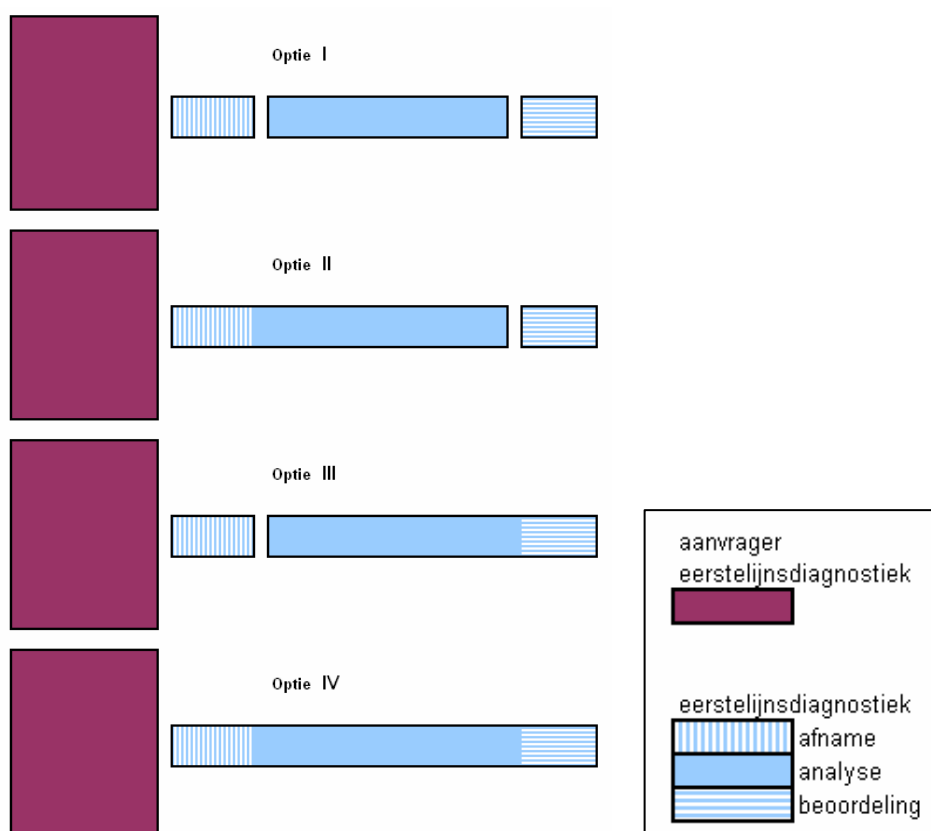 Optie I
Optie II
Optie III
Optie IV
aanvrager
eerstelijnsdiagnostiek
eerstelijnsdiagnostiek
afname
analyse
beoordeling